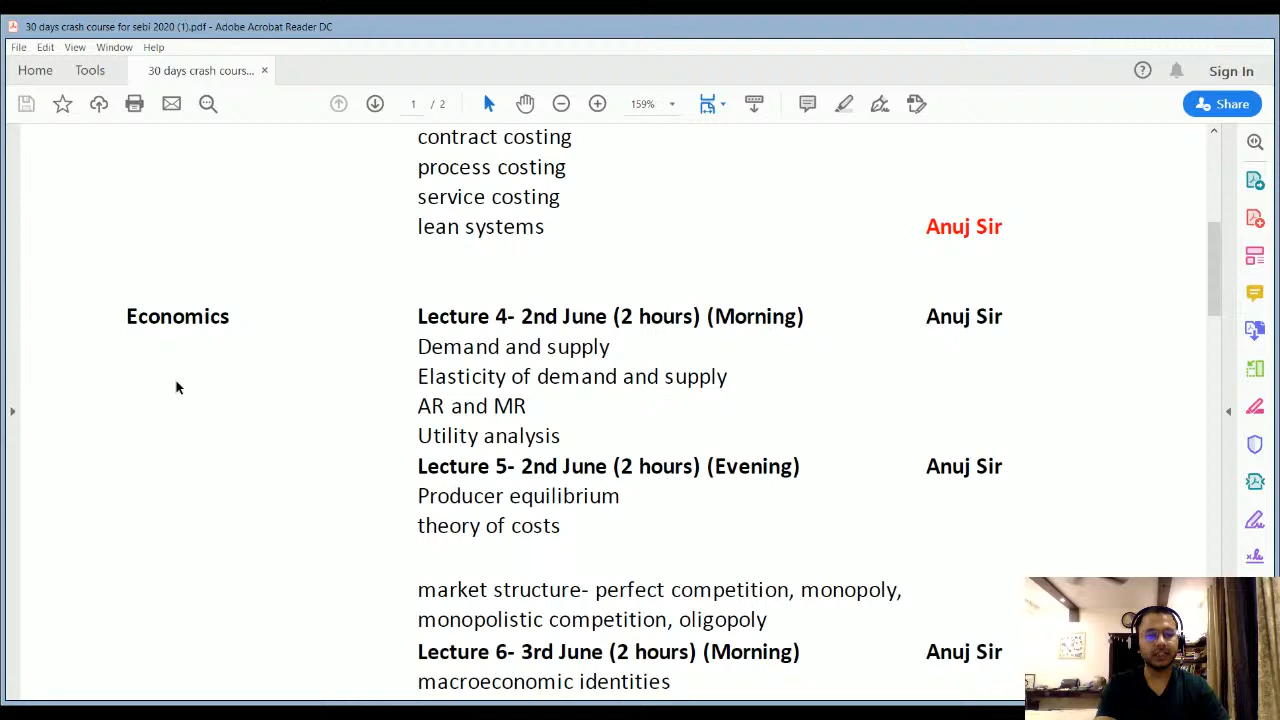 30 days crash course for sebi 2020 (1).pdf - Adobe Acrobat Reader DC
File Edit View Window Help
Home Tools 30 days crash cours... × Sign In
1 / 2 159% Share
contract costing
process costing
service costing
lean systems Anuj Sir
Economics Lecture 4- 2nd June (2 hours) (Morning) Anuj Sir
Demand and supply
Elasticity of demand and supply
AR and MR
Utility analysis
Lecture 5- 2nd June (2 hours) (Evening) Anuj Sir
Producer equilibrium
theory of costs
market structure- perfect competition, monopoly,
monopolistic competition, oligopoly
Lecture 6- 3rd June (2 hours) (Morning) Anuj Sir
macroeconomic identities